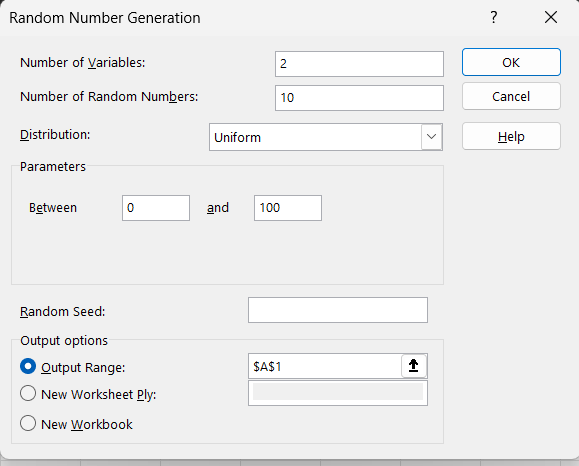 Random Number Generation ?
Number of Variables: 2 OK
Number of Random Numbers: 10 Cancel
Distribution: Uniform Help
Parameters
Between 0 and 100
Random Seed:
Output options
Output Range: $A$1
New Worksheet Ply:
New Workbook